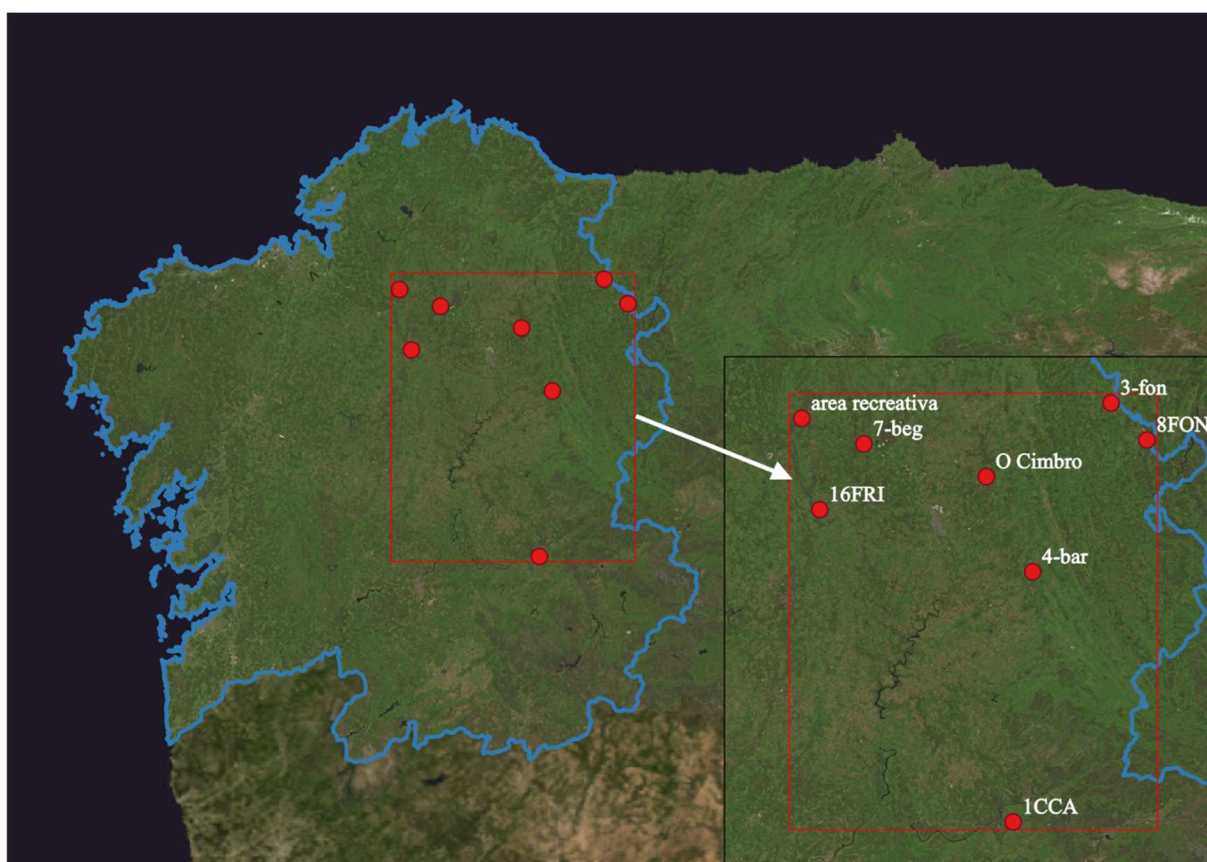 3-fon
area recreativa
7-beg
8FON
O Cimbro
16FRI
4-bar
1CCA